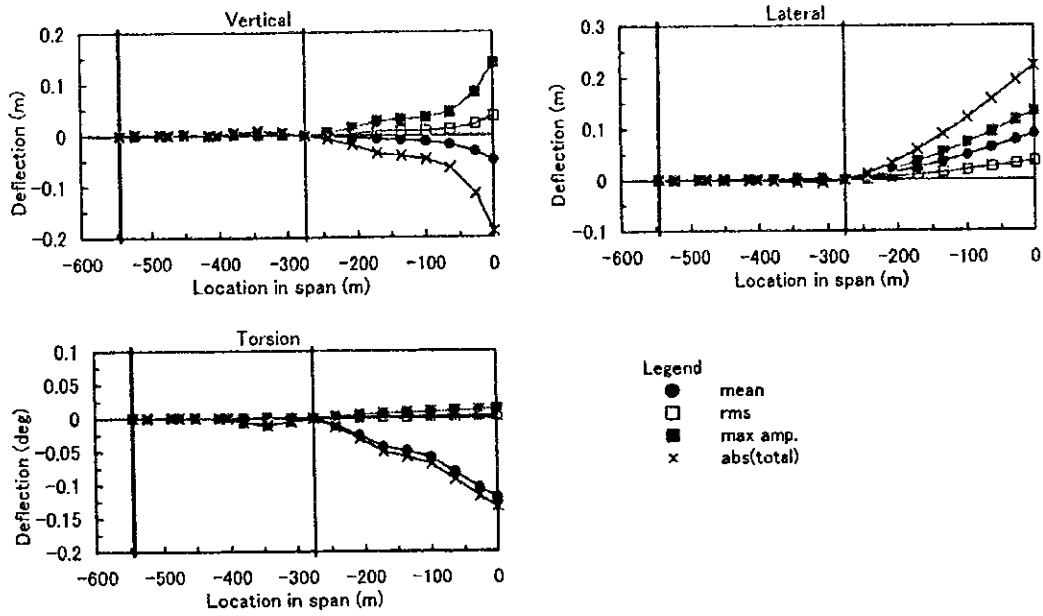 Vertical
0.2
0.1
0
-0.1
-0.2
Deflection (m)
-600 -500 -400 -300 -200 -100 0
Location in span (m)
Lateral
0.3
0.2
0.1
0
-0.1
Deflection (m)
-600 -500 -400 -300 -200 -100 0
Location in span (m)
Torsion
0.1
0.05
0
-0.05
-0.1
-0.15
-0.2
Deflection (deg)
-600 -500 -400 -300 -200 -100 0
Location in span (m)
Legend
mean
rms
max amp.
abs(total)